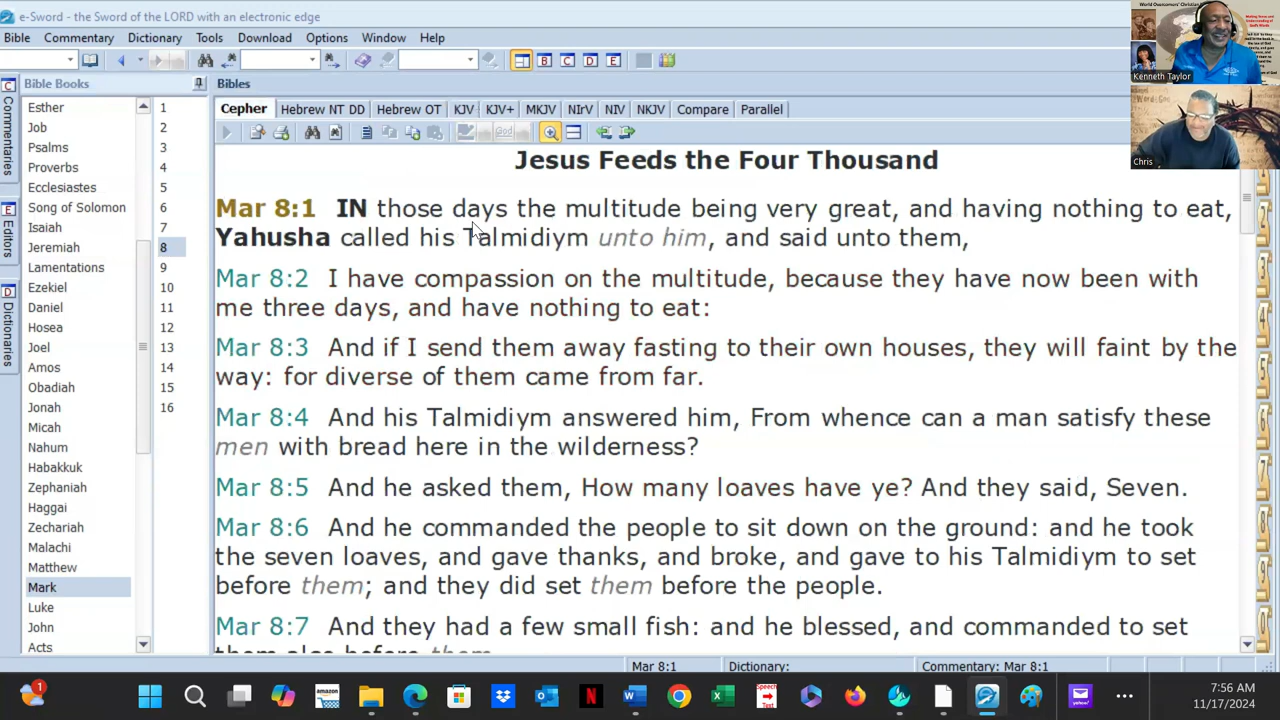 e-Sword - the Sword of the LORD with an electronic edge
Bible Commentary Dictionary Tools Download Options Window Help
B C D E
Commentaries
Editors
Dictionaries
Bible Books
Esther
Job
Psalms
Proverbs
Ecclesiastes
Song of Solomon
Isaiah
Jeremiah
Lamentations
Ezekiel
Daniel
Hosea
Joel
Amos
Obadiah
Jonah
Micah
Nahum
Habakkuk
Zephaniah
Haggai
Zechariah
Malachi
Matthew
Mark
Luke
John
Acts
1
2
3
4
5
6
7
8
9
10
11
12
13
14
15
16
Bibles
Cepher Hebrew NT DD Hebrew OT KJV KJV+ MKJV NIrV NIV NKJV Compare Parallel
God
Jesus Feeds the Four Thousand
Mar 8:1 IN those days the multitude being very great, and having nothing to eat,
Yahusha called his Talmidiym unto him, and said unto them,
Mar 8:2 I have compassion on the multitude, because they have now been with
me three days, and have nothing to eat:
Mar 8:3 And if I send them away fasting to their own houses, they will faint by the
way: for diverse of them came from far.
Mar 8:4 And his Talmidiym answered him, From whence can a man satisfy these
men with bread here in the wilderness?
Mar 8:5 And he asked them, How many loaves have ye? And they said, Seven.
Mar 8:6 And he commanded the people to sit down on the ground: and he took
the seven loaves, and gave thanks, and broke, and gave to his Talmidiym to set
before them; and they did set them before the people.
Mar 8:7 And they had a few small fish: and he blessed, and commanded to set
them also before them.
Kenneth Taylor
Chris
Mar 8:1 Dictionary: Commentary: Mar 8:1
1
amazon
Speech
Text
yahoo!
7:56 AM
11/17/2024